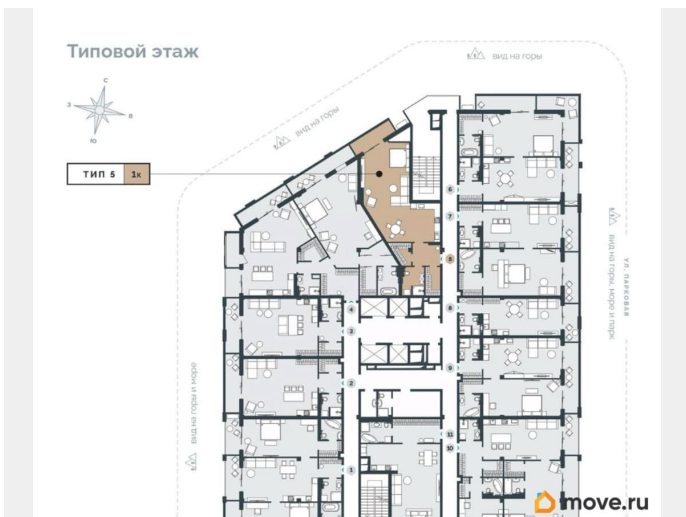 Типовой этаж
вид на горы
С
З
В
Ю
вид на горы
ТИП 5 1к
6
7
5
8
4
3
9
2
11
10
1
вид на горы и море
вид на горы, море и парк
УЛ. ПАРКОВАЯ
move.ru